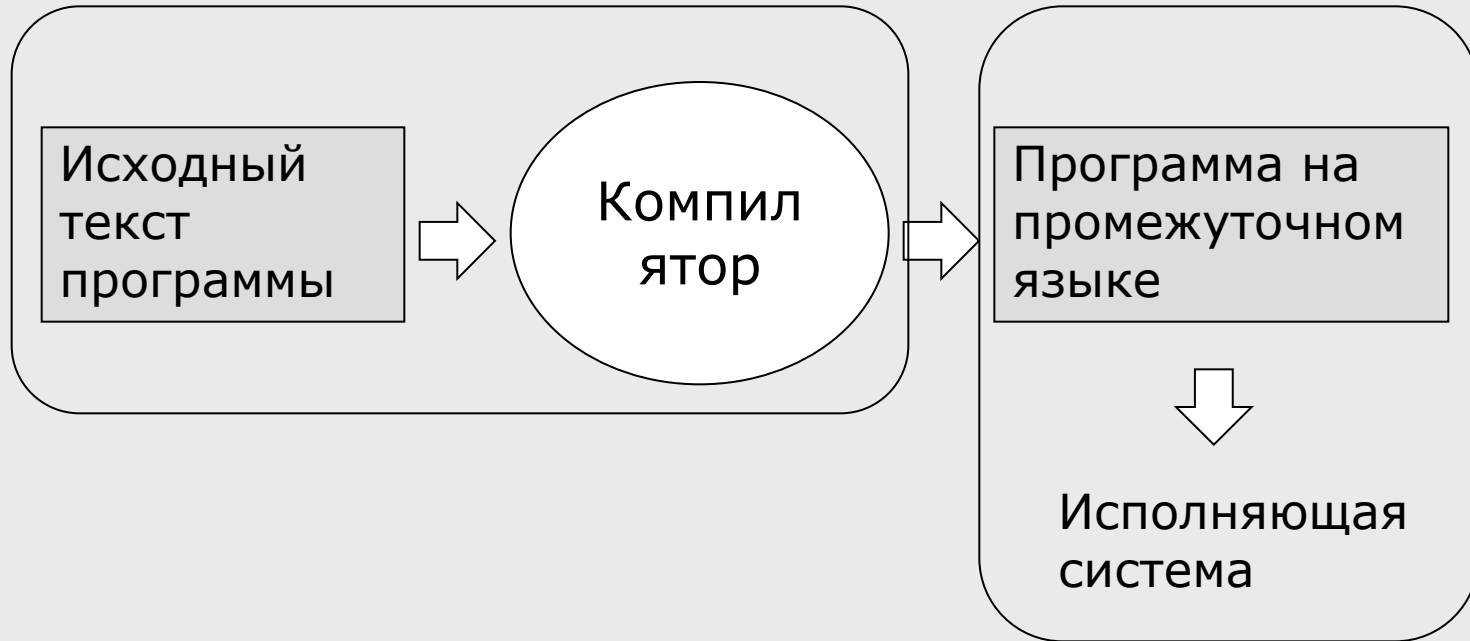 Исходный
текст
программы
Компил
ятор
Программа на
промежуточном
языке
Исполняющая
система